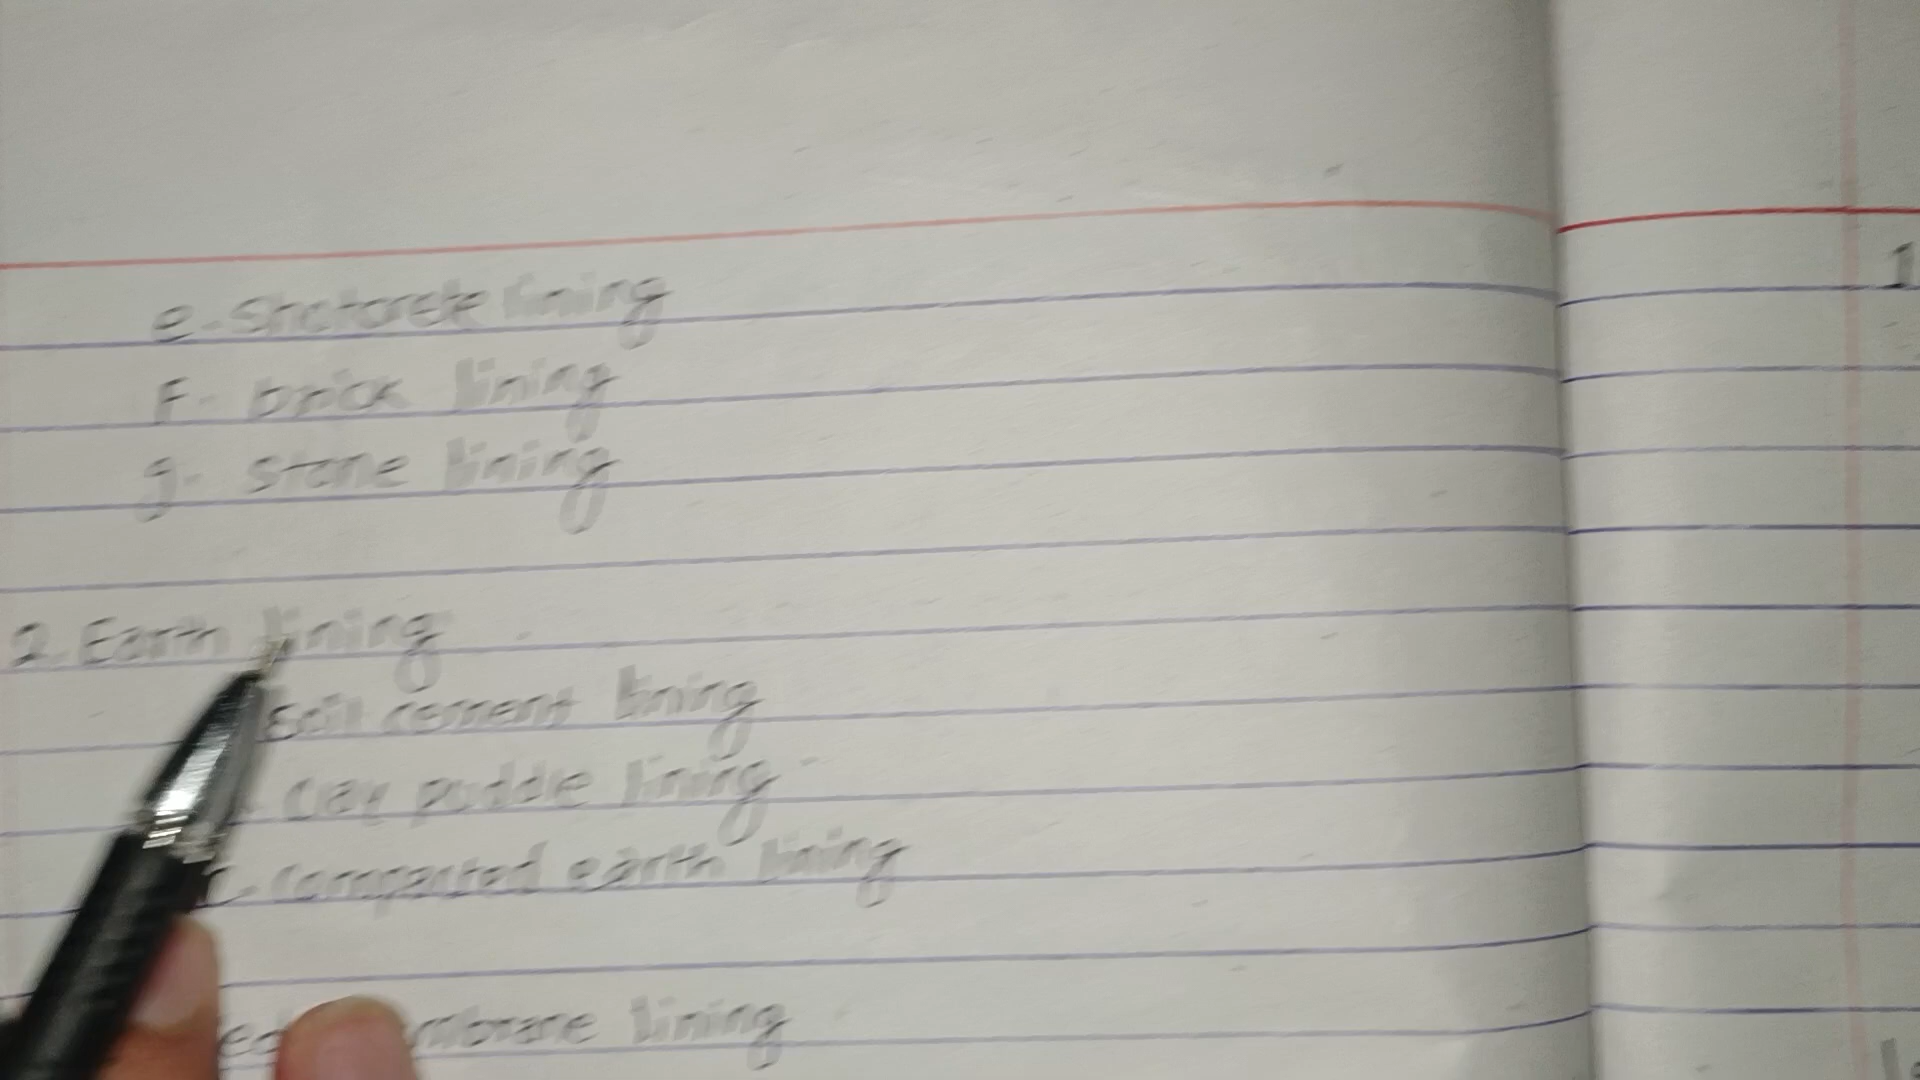 e- Shotcrete lining
F- brick lining
g- stone lining
2. Earth lining
Soil cement lining
Clay puddle lining
C- Compacted earth lining
lining
1